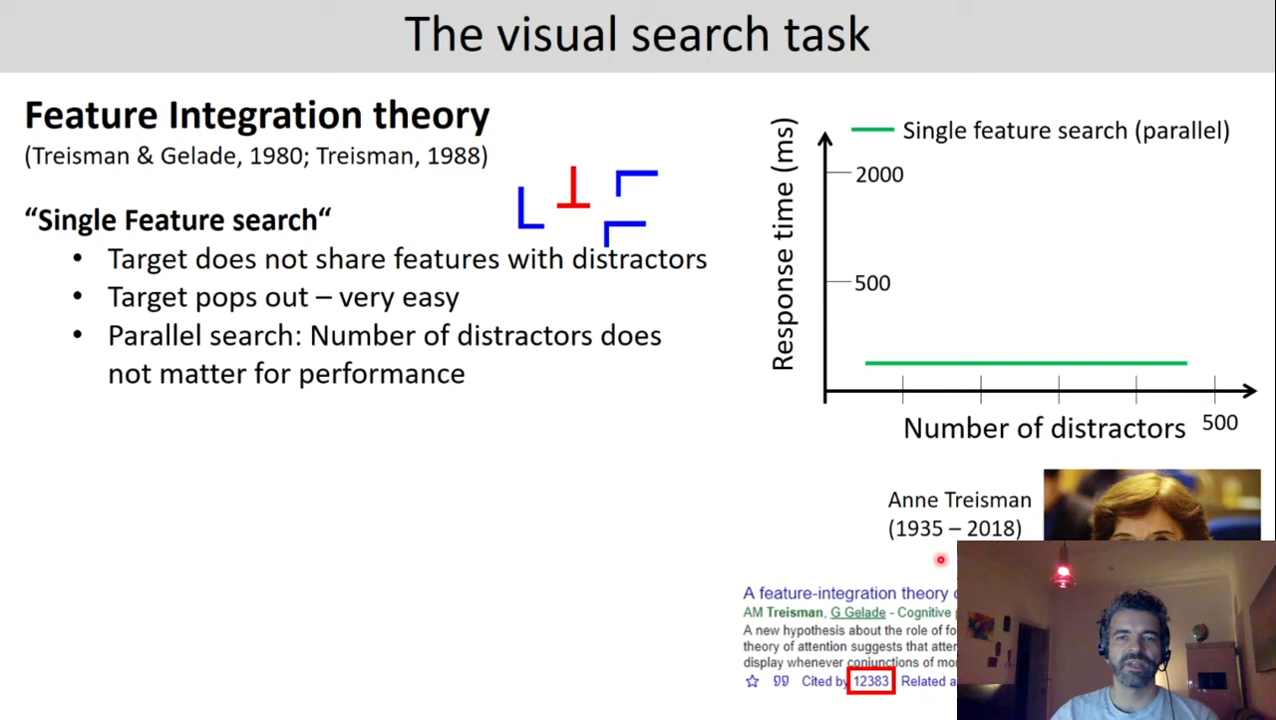 The visual search task
Feature Integration theory
(Treisman & Gelade, 1980; Treisman, 1988)
“Single Feature search“
• Target does not share features with distractors
• Target pops out – very easy
• Parallel search: Number of distractors does
not matter for performance
Response time (ms)
Single feature search (parallel)
2000
500
Number of distractors
500
Anne Treisman
(1935 – 2018)
A feature-integration theory
AM Treisman, G Gelade - Cognitive
A new hypothesis about the role of
theory of attention suggests that
display whenever conjunctions of
Cited by 12383 Related